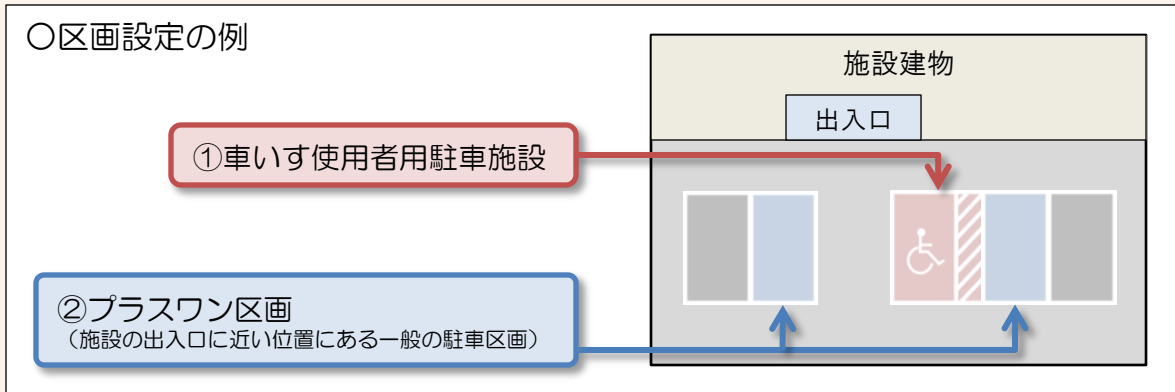 〇区画設定の例
施設建物
出入口
①車いす使用者用駐車施設
②プラスワン区画
（施設の出入口に近い位置にある一般の駐車区画）